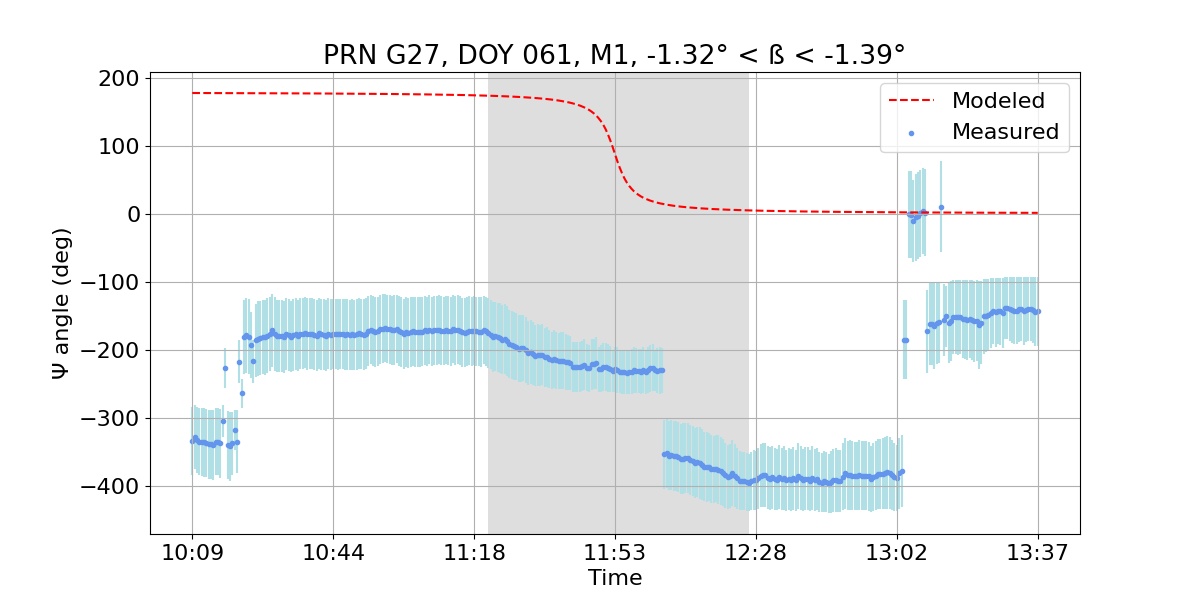 PRN G27, DOY 061, M1, -1.32° < ß < -1.39°
Modeled
Measured
Ψ angle (deg)
200
100
0
−100
−200
−300
−400
10:09 10:44 11:18 11:53 12:28 13:02 13:37
Time